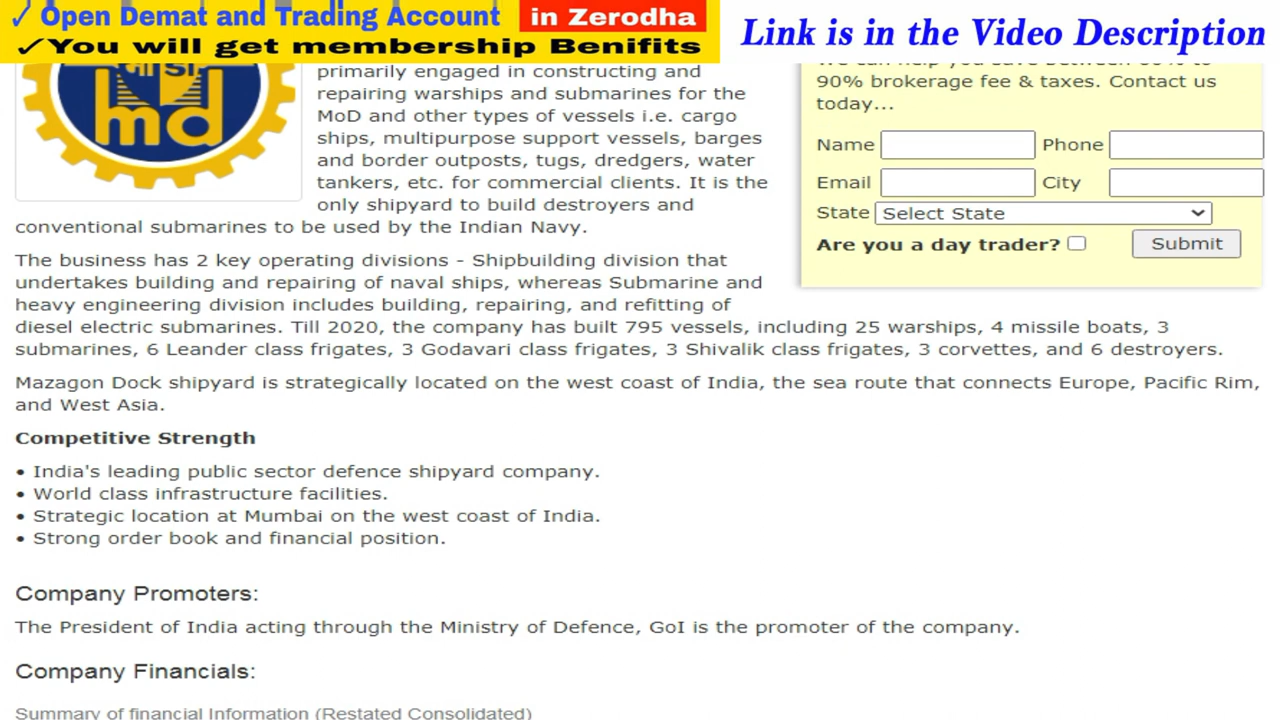 ✓ Open Demat and Trading Account in Zerodha
✓You will get membership Benifits
Link is in the Video Description
md
primarily engaged in constructing and
repairing warships and submarines for the
MoD and other types of vessels i.e. cargo
ships, multipurpose support vessels, barges
and border outposts, tugs, dredgers, water
tankers, etc. for commercial clients. It is the
only shipyard to build destroyers and
conventional submarines to be used by the Indian Navy.
The business has 2 key operating divisions - Shipbuilding division that
undertakes building and repairing of naval ships, whereas Submarine and
heavy engineering division includes building, repairing, and refitting of
diesel electric submarines. Till 2020, the company has built 795 vessels, including 25 warships, 4 missile boats, 3
submarines, 6 Leander class frigates, 3 Godavari class frigates, 3 Shivalik class frigates, 3 corvettes, and 6 destroyers.
Mazagon Dock shipyard is strategically located on the west coast of India, the sea route that connects Europe, Pacific Rim,
and West Asia.
Competitive Strength
• India's leading public sector defence shipyard company.
• World class infrastructure facilities.
• Strategic location at Mumbai on the west coast of India.
• Strong order book and financial position.
Company Promoters:
The President of India acting through the Ministry of Defence, GoI is the promoter of the company.
Company Financials:
Summary of financial Information (Restated Consolidated)
We can help you save between
90% brokerage fee & taxes. Contact us
today...
Name Phone
Email City
State Select State
Are you a day trader? Submit